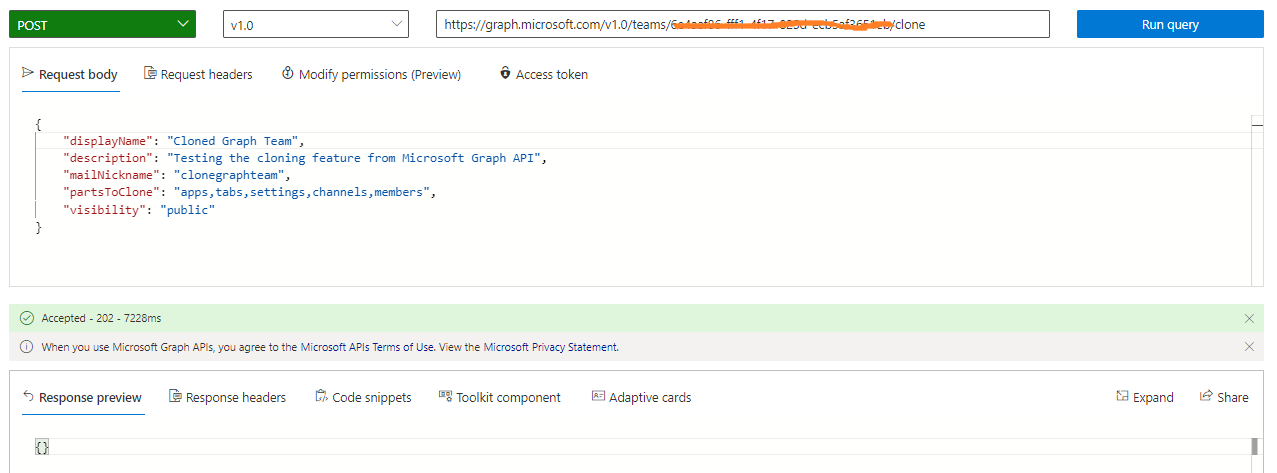 POST
v1.0
https://graph.microsoft.com/v1.0/teams/ /clone
Run query
Request body
Request headers
Modify permissions (Preview)
Access token
{
"displayName": "Cloned Graph Team",
"description": "Testing the cloning feature from Microsoft Graph API",
"mailNickname": "clonegraphteam",
"partsToClone": "apps,tabs,settings,channels,members",
"visibility": "public"
}
Accepted - 202 - 7228ms
When you use Microsoft Graph APIs, you agree to the Microsoft APIs Terms of Use. View the Microsoft Privacy Statement.
Response preview
Response headers
Code snippets
Toolkit component
Adaptive cards
Expand
Share
{}